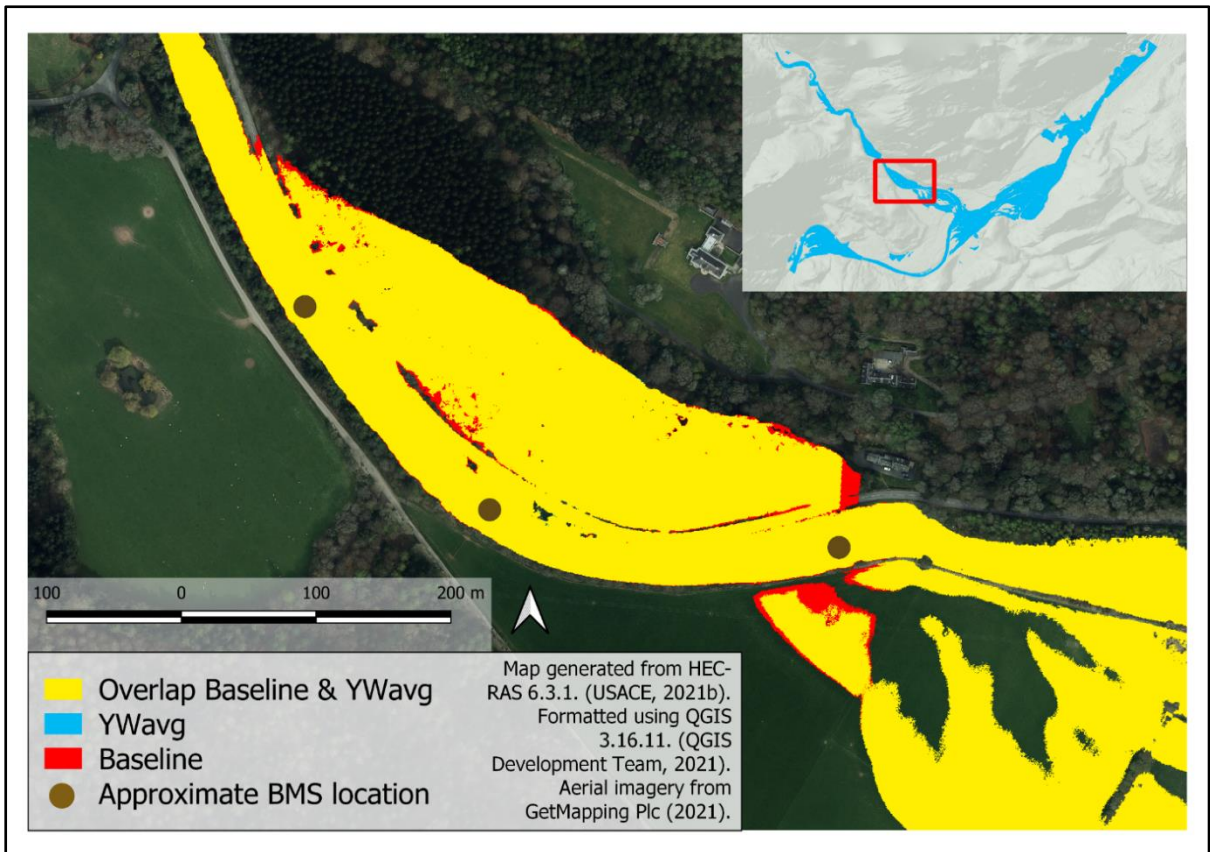 100 0 100 200 m
Overlap Baseline & YWavg
YWavg
Baseline
Approximate BMS location
Map generated from HEC-
RAS 6.3.1. (USACE, 2021b).
Formatted using QGIS
3.16.11. (QGIS
Development Team, 2021).
Aerial imagery from
GetMapping Plc (2021).